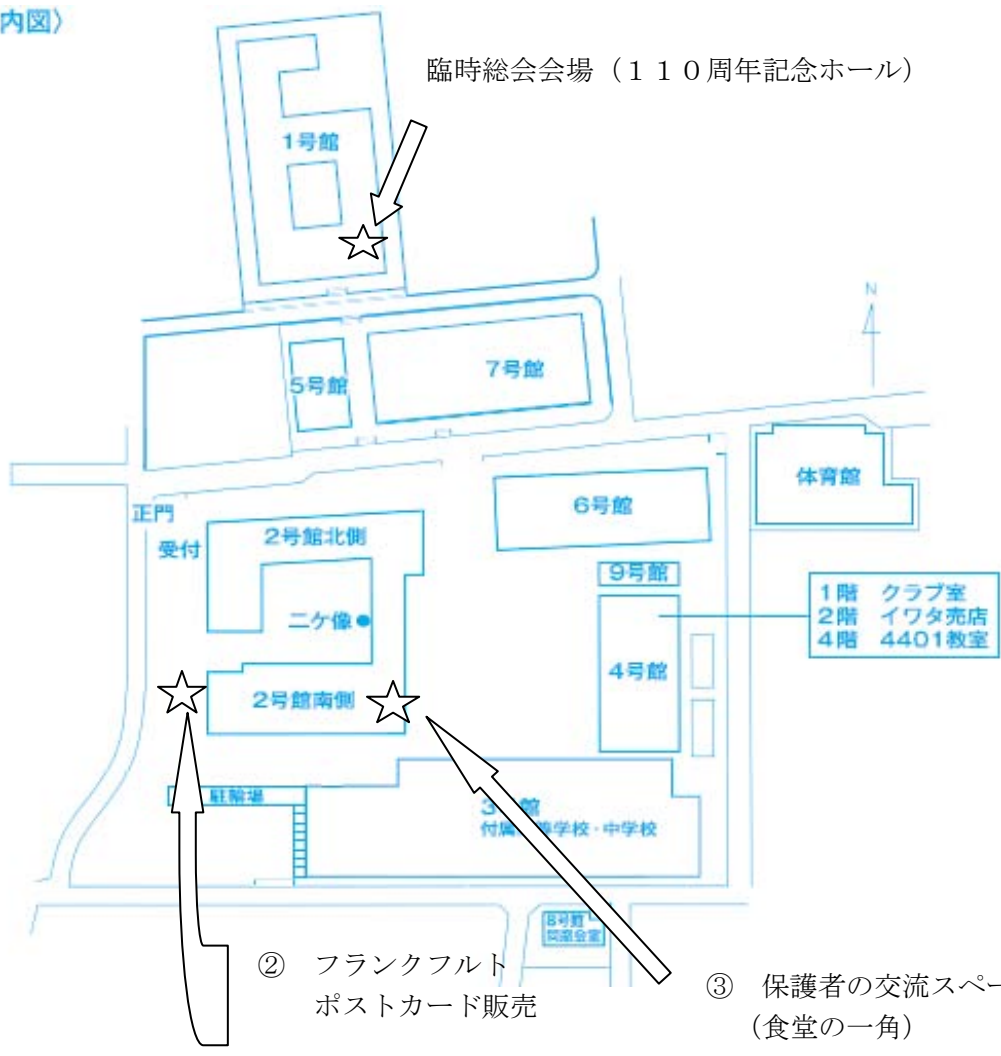 内図〉
臨時総会会場（１１０周年記念ホール）
1号館
N
5号館
7号館
体育館
6号館
正門
受付
2号館北側
9号館
1階 クラブ室
2階 イワタ売店
4階 4401教室
二ケ像
4号館
2号館南側
駐輪場
3 館
付属 等学校・中学校
8号館
同窓会室
② フランクフルト
ポストカード販売
③ 保護者の交流スペー
（食堂の一角）